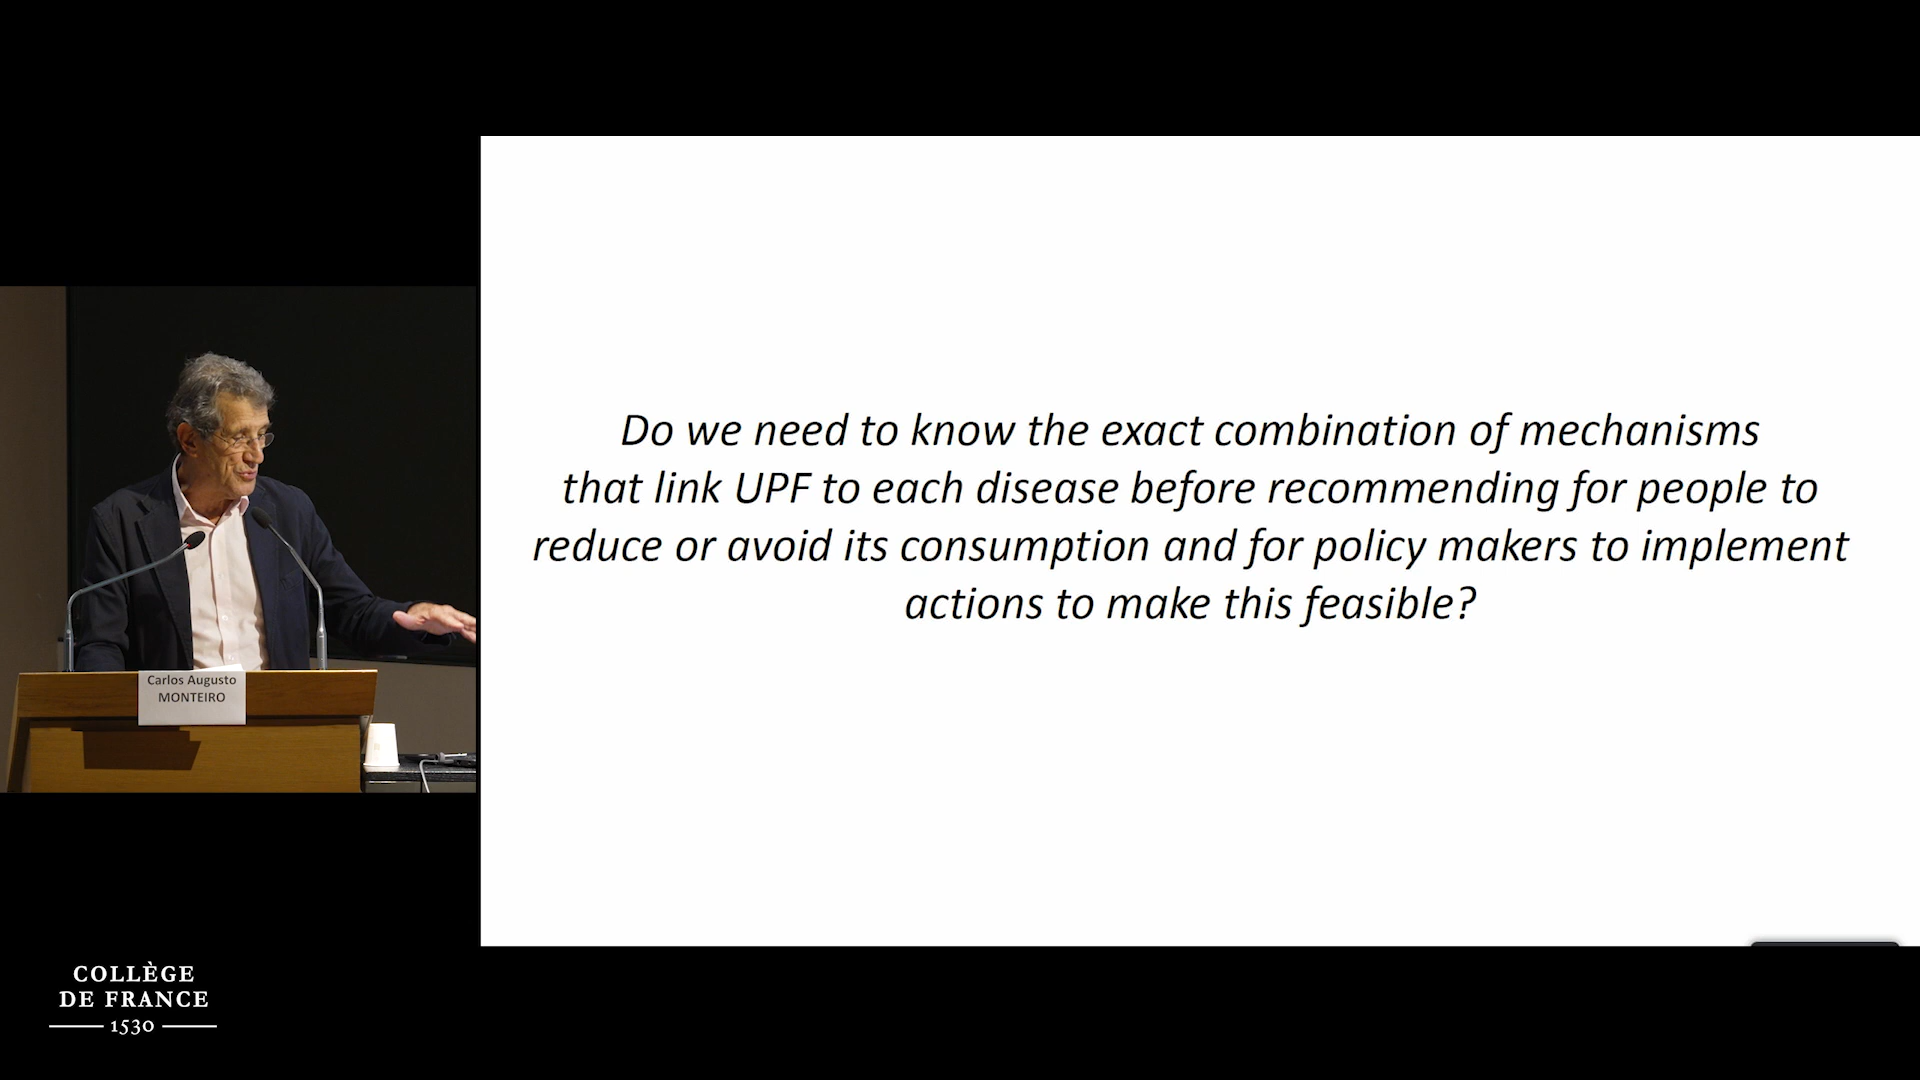 Do we need to know the exact combination of mechanisms
that link UPF to each disease before recommending for people to
reduce or avoid its consumption and for policy makers to implement
actions to make this feasible?
Carlos Augusto
MONTEIRO
COLLÈGE
DE FRANCE
1530